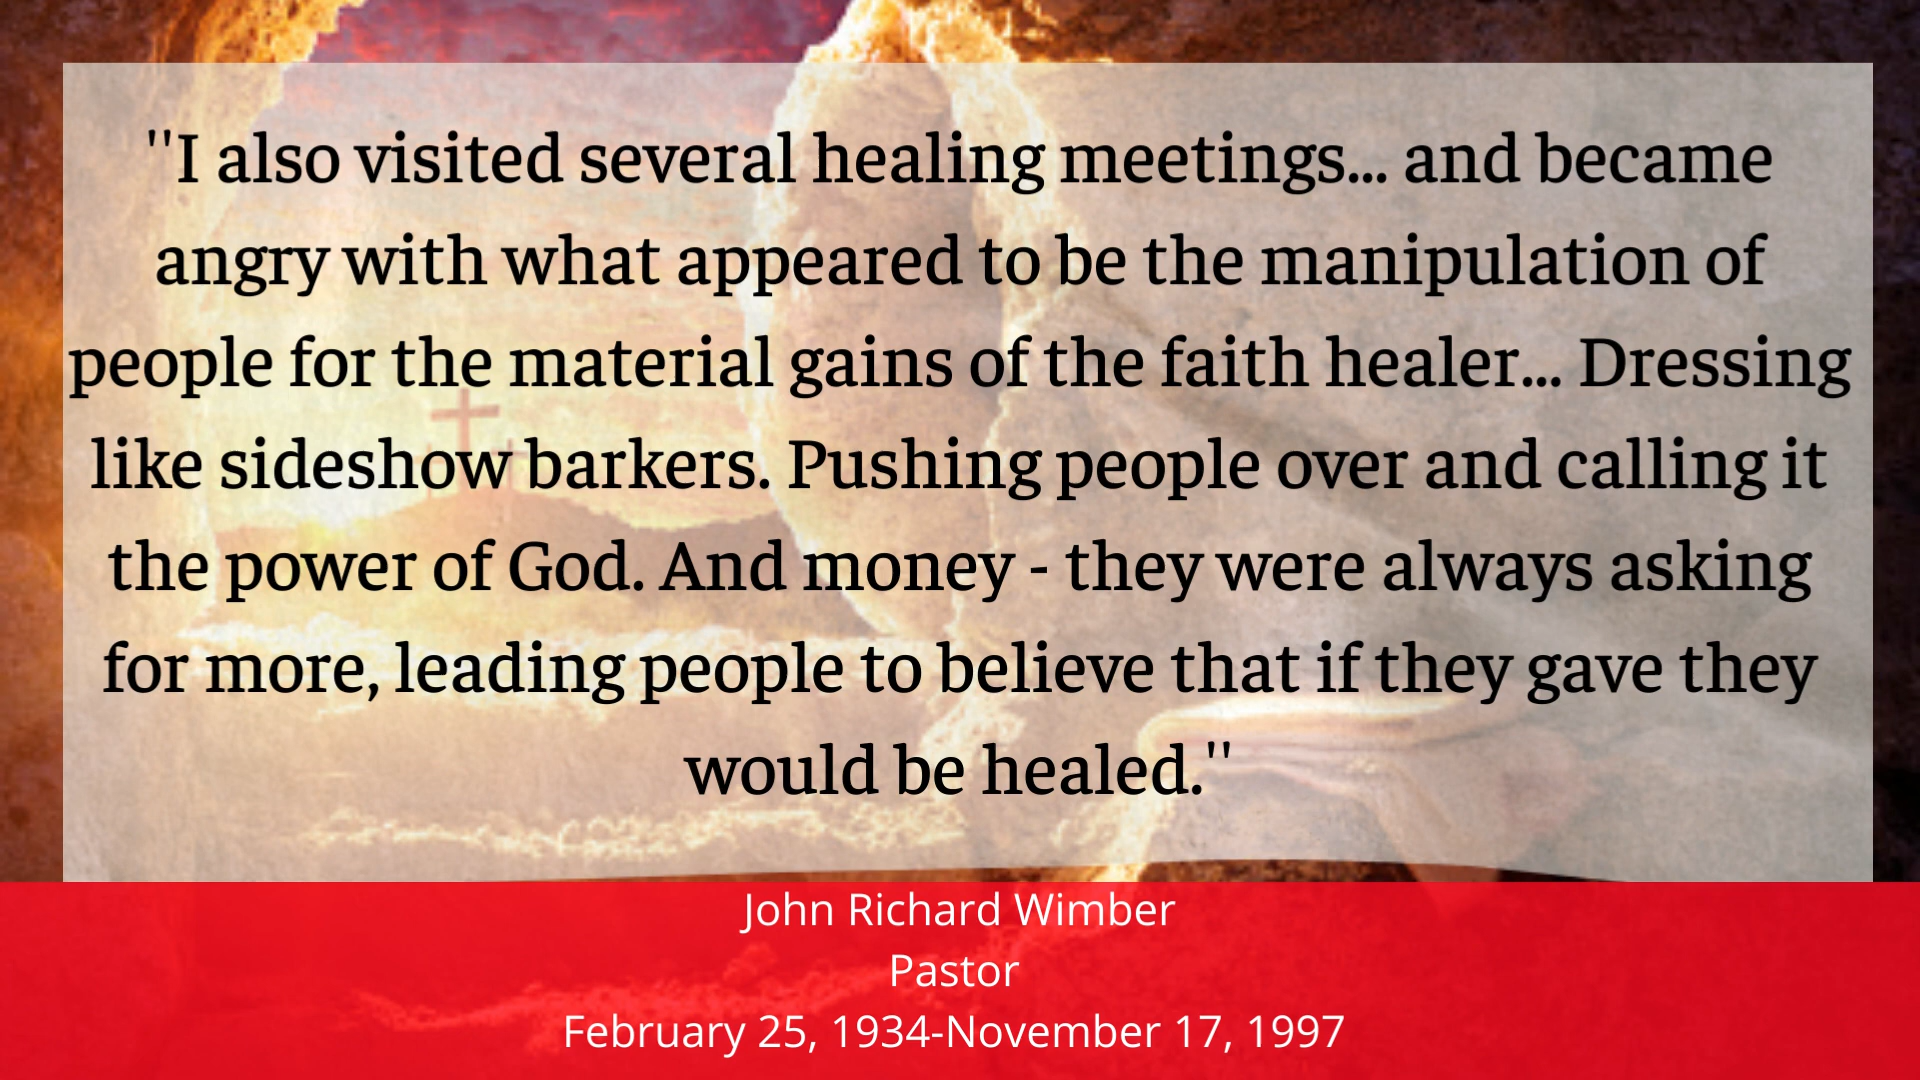 "I also visited several healing meetings... and became
angry with what appeared to be the manipulation of
people for the material gains of the faith healer... Dressing
like sideshow barkers. Pushing people over and calling it
the power of God. And money - they were always asking
for more, leading people to believe that if they gave they
would be healed."
John Richard Wimber
Pastor
February 25, 1934-November 17, 1997